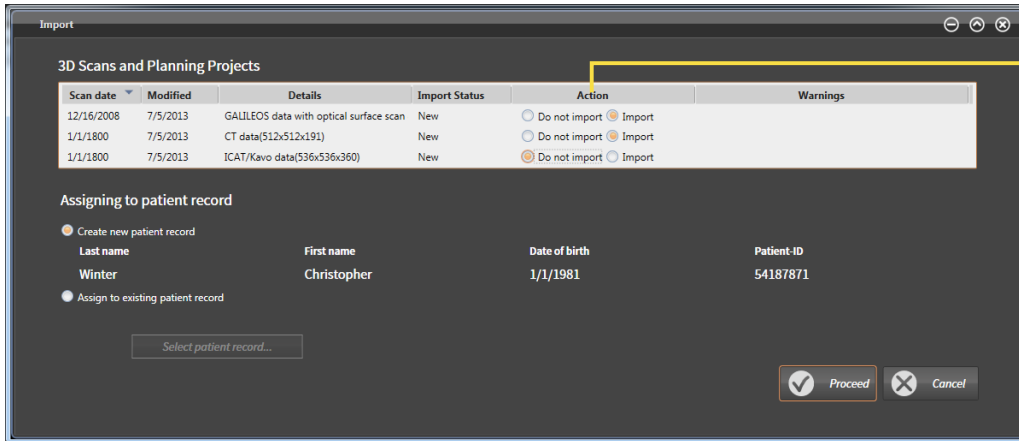 Import
3D Scans and Planning Projects
Scan date Modified Details Import Status Action Warnings
12/16/2008 7/5/2013 GALILEOS data with optical surface scan New Do not import Import
1/1/1800 7/5/2013 CT data(512x512x191) New Do not import Import
1/1/1800 7/5/2013 ICAT/Kavo data(536x536x360) New Do not import Import
Assigning to patient record
Create new patient record
Last name First name Date of birth Patient-ID
Winter Christopher 1/1/1981 54187871
Assign to existing patient record
Select patient record...
Proceed Cancel